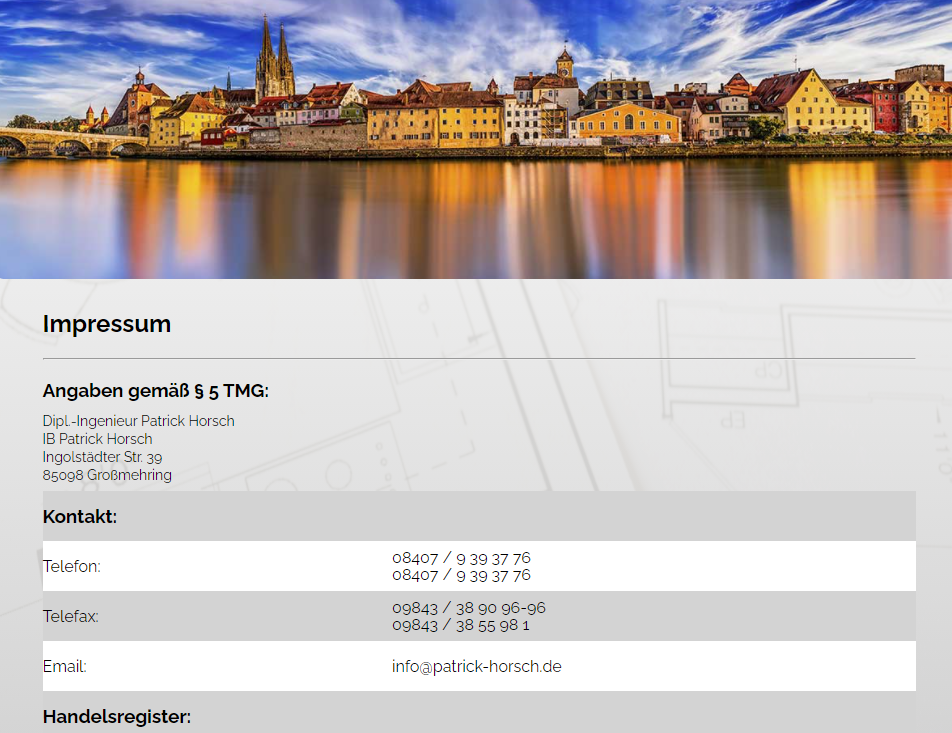 Impressum
Angaben gemäß § 5 TMG:
Dipl.-Ingenieur Patrick Horsch
IB Patrick Horsch
Ingolstädter Str. 39
85098 Großmehring
Kontakt:
Telefon:
08407 / 9 39 37 76
08407 / 9 39 37 76
Telefax:
09843 / 38 90 96-96
09843 / 38 55 98 1
Email:
info@patrick-horsch.de
Handelsregister: